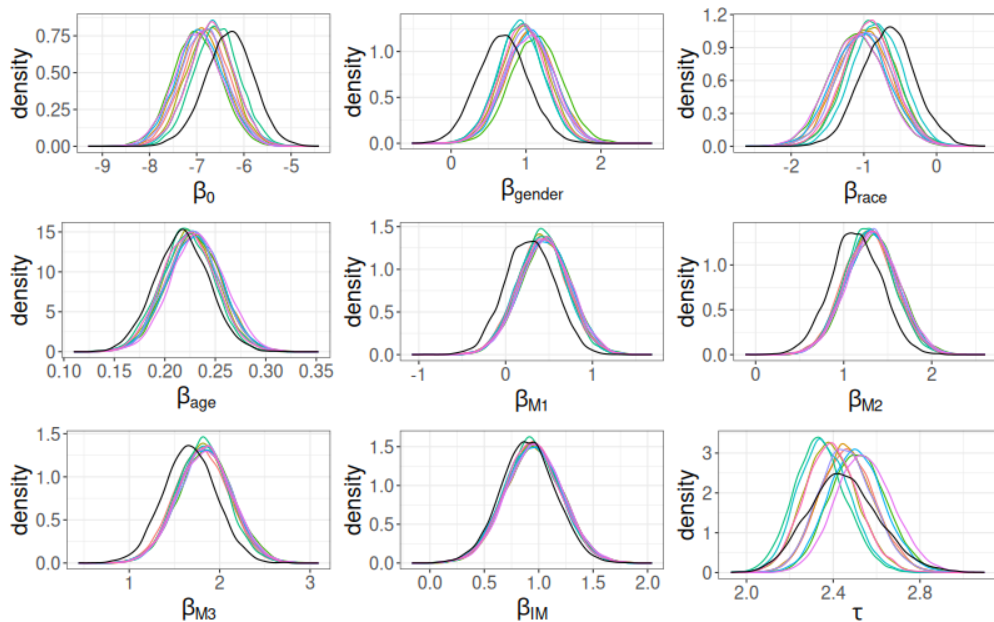 density
0.75
0.50
0.25
0.00
-9 -8 -7 -6 -5
β0
density
1.0
0.5
0.0
0 1 2
βgender
density
1.2
0.9
0.6
0.3
0.0
-2 -1 0
βrace
density
15
10
5
0
0.10 0.15 0.20 0.25 0.30 0.35
βage
density
1.5
1.0
0.5
0.0
-1 0 1
βM1
density
1.0
0.5
0.0
0 1 2
βM2
density
1.5
1.0
0.5
0.0
1 2 3
βM3
density
1.5
1.0
0.5
0.0
0.0 0.5 1.0 1.5 2.0
βIM
density
3
2
1
0
2.0 2.4 2.8
τ